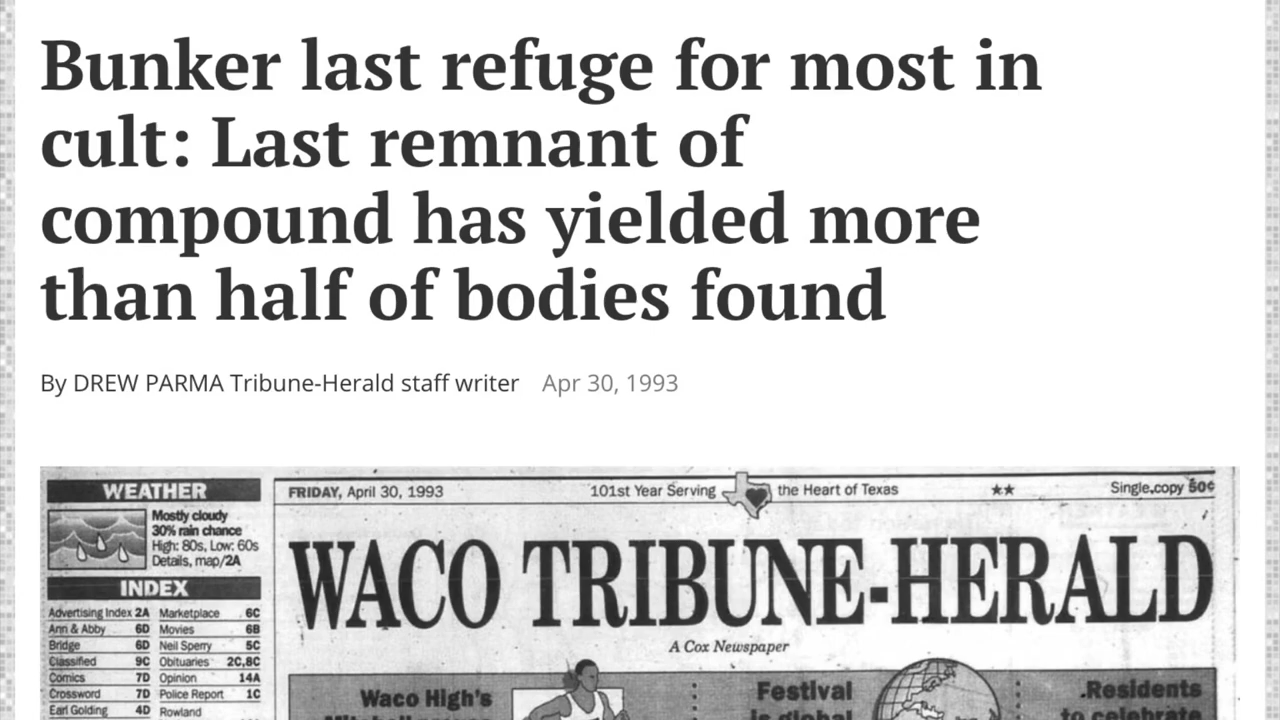 Bunker last refuge for most in
cult: Last remnant of
compound has yielded more
than half of bodies found
By DREW PARMA Tribune-Herald staff writer Apr 30, 1993
WEATHER
Mostly cloudy
30% rain chance
High: 80s, Low: 60s
Details, map/2A
INDEX
Advertising Index 2A Marketplace 6C
Ann & Abby 6D Movies 6B
Bridge 6D Neil Sperry 5C
Classified 9C Obituaries 2C,8C
Comics 7D Opinion 14A
Crossword 7D Police Report 1C
Earl Golding 4D Rowland
FRIDAY, April 30, 1993 101st Year Serving the Heart of Texas ★★ Single copy 50¢
WACO TRIBUNE-HERALD
A Cox Newspaper
Waco High's
Festival
is global
Residents
to celebrate